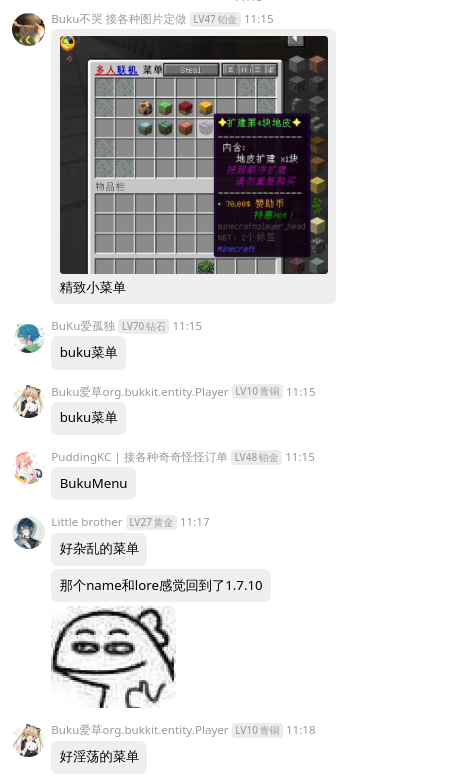 Buku不哭 接各种图片定做 LV47 铂金 11:15
多人联机 菜单
✦扩建第4块地皮✦
内含:
地皮扩建 x1块
按照顺序扩建
请勿重复购买
物品栏
• 70.00$ 赞助币
特惠Hot!
minecraft:player_head
NBT: 2个标签
Minecraft
精致小菜单
BuKu爱孤独 LV70 钻石 11:15
buku菜单
Buku爱草org.bukkit.entity.Player LV10 青铜 11:15
buku菜单
PuddingKC | 接各种奇奇怪怪订单 LV48 铂金 11:15
BukuMenu
Little brother LV27 黄金 11:17
好杂乱的菜单
那个name和lore感觉回到了1.7.10
Buku爱草org.bukkit.entity.Player LV10 青铜 11:18
好淫荡的菜单